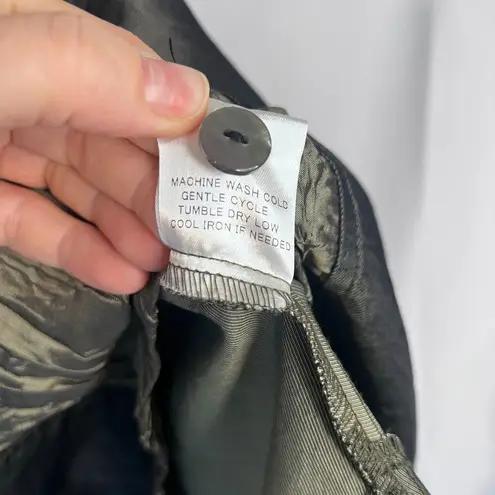 MACHINE WASH COLD
GENTLE CYCLE
TUMBLE DRY LOW
COOL IRON IF NEEDED